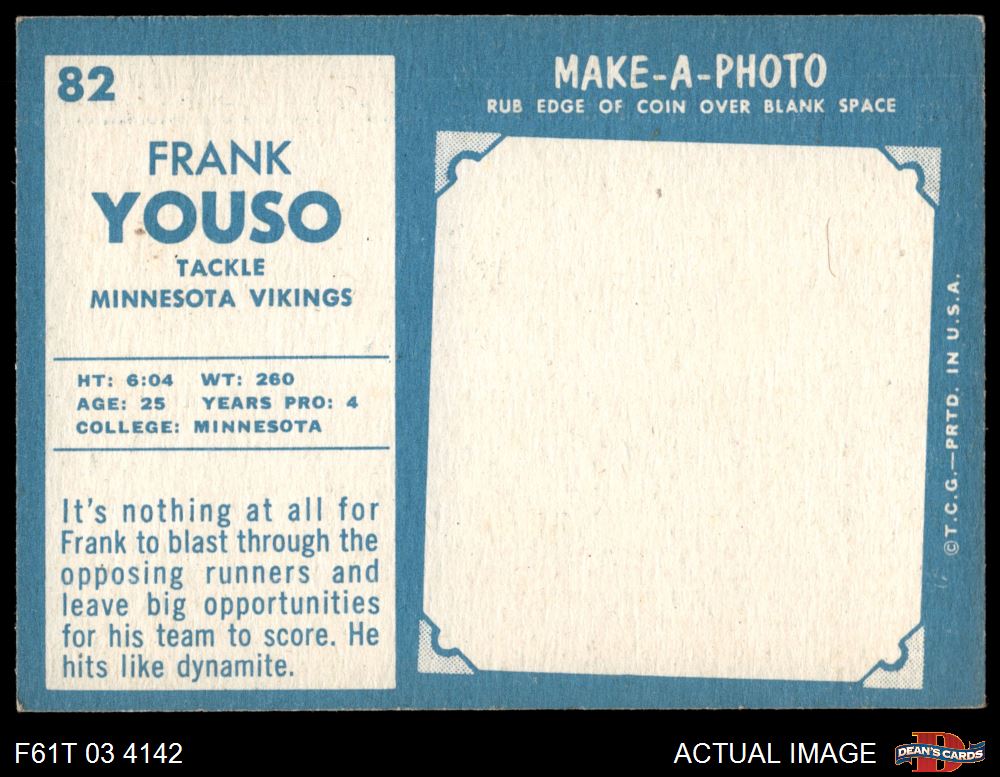 82
FRANK
YOUSO
TACKLE
MINNESOTA VIKINGS
HT: 6:04 WT: 260
AGE: 25 YEARS PRO: 4
COLLEGE: MINNESOTA
It's nothing at all for
Frank to blast through the
opposing runners and
leave big opportunities
for his team to score. He
hits like dynamite.
MAKE-A-PHOTO
RUB EDGE OF COIN OVER BLANK SPACE
©T.C.G.—PRTD. IN U.S.A.
F61T 03 4142
ACTUAL IMAGE
D
DEAN'S CARDS